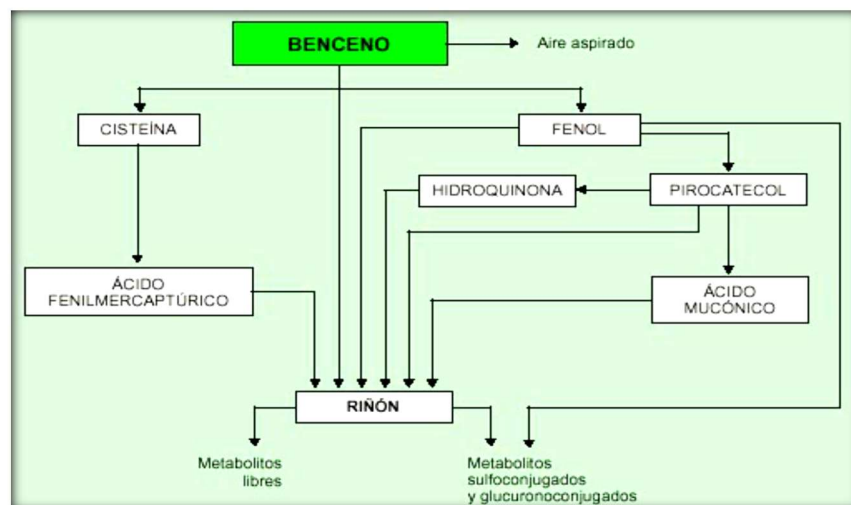 BENCENO
Aire aspirado
CISTEÍNA
FENOL
HIDROQUINONA
PIROCATECOL
ÁCIDO
FENILMERCAPTÚRICO
ÁCIDO
MUCÓNICO
RIÑÓN
Metabolitos
libres
Metabolitos
sulfoconjugados
y glucuronoconjugados